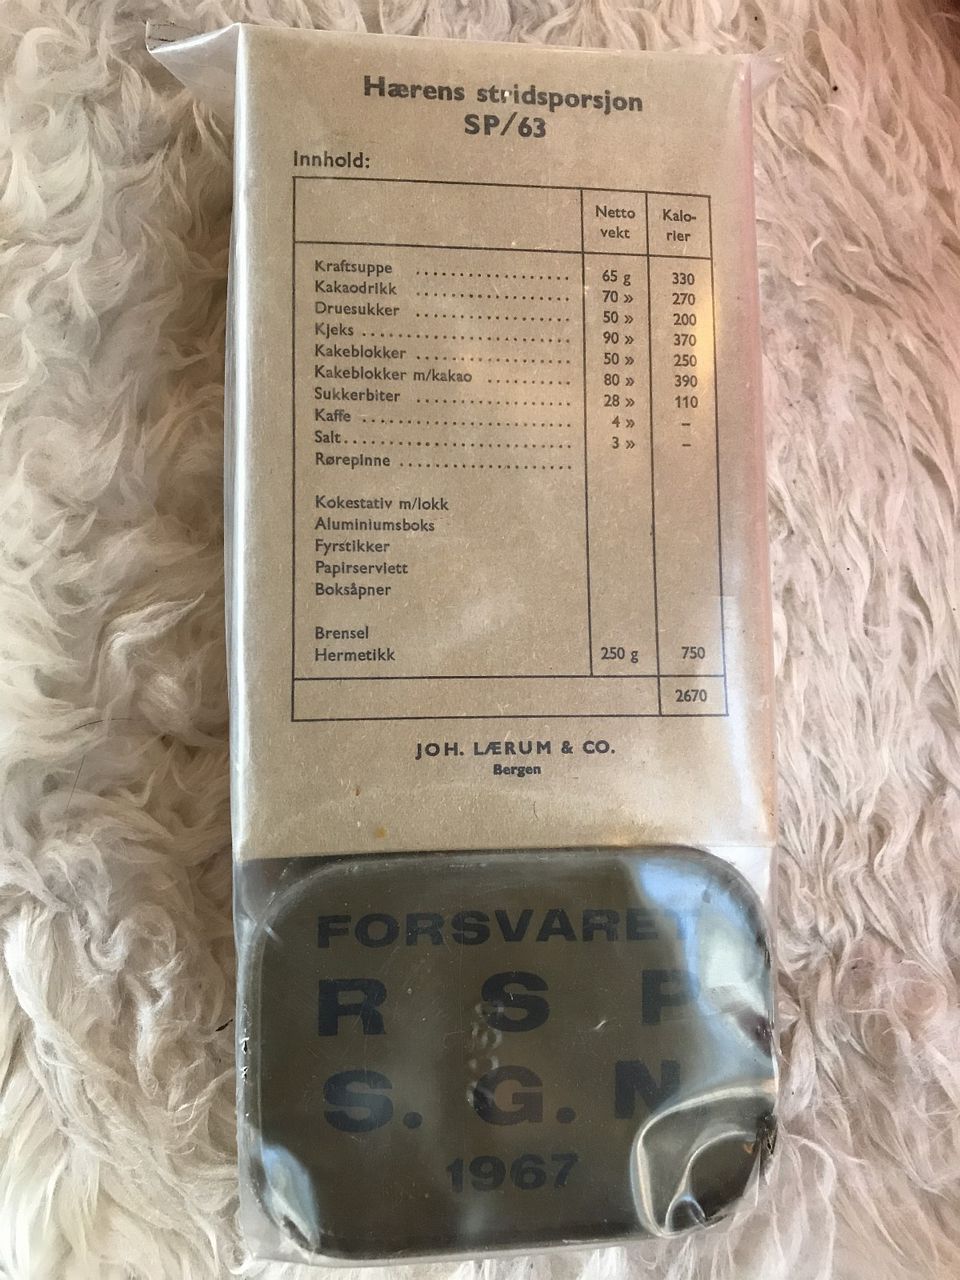 Hærens stridsporsjon
SP/63
Innhold:
Netto vekt Kalo-rier
Kraftsuppe .................. 65 g 330
Kakaodrikk .................. 70 » 270
Druesukker .................. 50 » 200
Kjeks ........................ 90 » 370
Kakeblokker .................. 50 » 250
Kakeblokker m/kakao .......... 80 » 390
Sukkerbiter .................. 28 » 110
Kaffe ........................ 4 » –
Salt.......................... 3 » –
Rørepinne ....................
Kokestativ m/lokk
Aluminiumsboks
Fyrstikker
Papirserviett
Boksåpner
Brensel
Hermetikk 250 g 750
2670
JOH. LÆRUM & CO.
Bergen
FORSVARET
R S P
S. G. N
1967